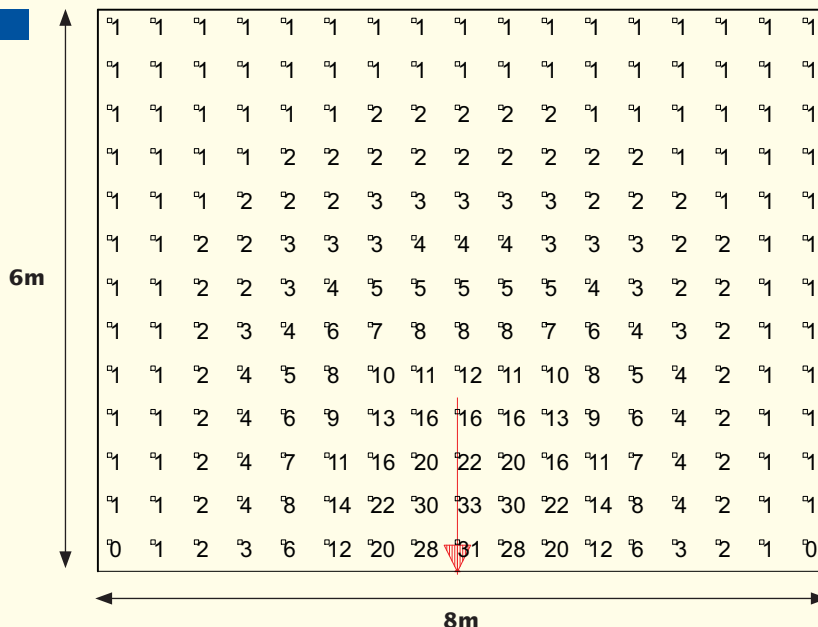 1 1 1 1 1 1 1 1 1 1 1 1 1 1 1 1 1
1 1 1 1 1 1 1 1 1 1 1 1 1 1 1 1 1
1 1 1 1 1 1 2 2 2 2 2 1 1 1 1 1 1
1 1 1 1 2 2 2 2 2 2 2 2 2 1 1 1 1
1 1 1 2 2 2 3 3 3 3 3 2 2 2 1 1 1
1 1 2 2 3 3 3 4 4 4 3 3 3 2 2 1 1
6m
1 1 2 2 3 4 5 5 5 5 5 4 3 2 2 1 1
1 1 2 3 4 6 7 8 8 8 7 6 4 3 2 1 1
1 1 2 4 5 8 10 11 12 11 10 8 5 4 2 1 1
1 1 2 4 6 9 13 16 16 16 13 9 6 4 2 1 1
1 1 2 4 7 11 16 20 22 20 16 11 7 4 2 1 1
1 1 2 4 8 14 22 30 33 30 22 14 8 4 2 1 1
0 1 2 3 6 12 20 28 31 28 20 12 6 3 2 1 0
8m